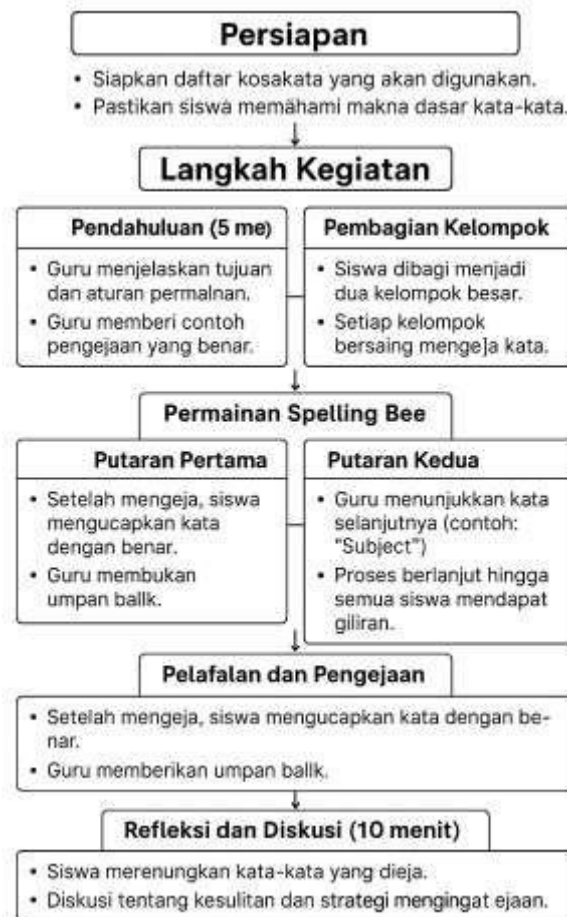 Persiapan
• Siapkan daftar kosakata yang akan digunakan.
• Pastikan siswa memahami makna dasar kata-kata.
Langkah Kegiatan
Pendahuluan (5 me)
• Guru menjelaskan tujuan
dan aturan permalnan.
• Guru memberi contoh
pengejaan yang benar.
Pembagian Kelompok
• Siswa dibagi menjadi
dua kelompok besar.
• Setiap kelompok
bersaing menge]a kata.
Permainan Spelling Bee
Putaran Pertama
• Setelah mengeja, siswa
mengucapkan kata
dengan benar.
• Guru membukan
umpan ballk.
Putaran Kedua
• Guru menunjukkan kata
selanjutnya (contoh:
"Subject")
• Proses berlanjut hingga
semua siswa mendapat
giliran.
Pelafalan dan Pengejaan
• Setelah mengeja, siswa mengucapkan kata dengan be-
nar.
• Guru memberikan umpan ballk.
Refleksi dan Diskusi (10 menit)
• Siswa merenungkan kata-kata yang dieja.
• Diskusi tentang kesulitan dan strategi mengingat ejaan.